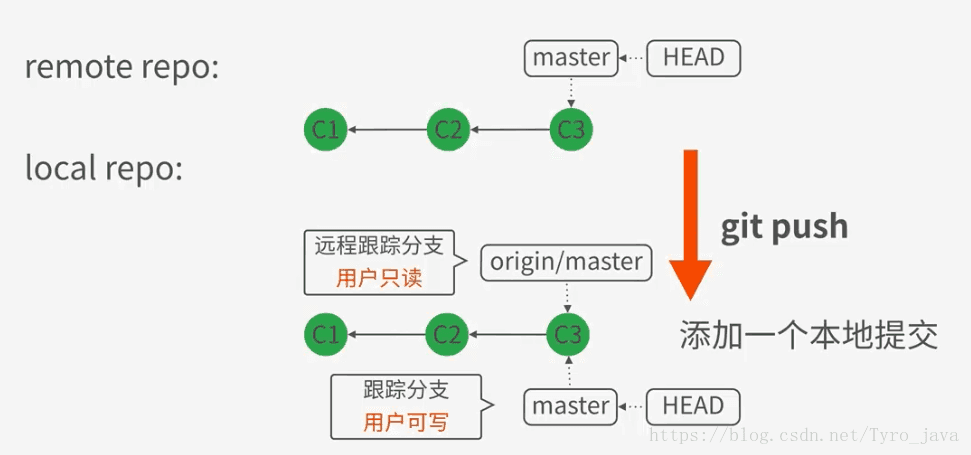 remote repo:
master
HEAD
C1
C2
C3
local repo:
git push
远程跟踪分支
用户只读
origin/master
C1
C2
C3
添加一个本地提交
跟踪分支
用户可写
master
HEAD
https://blog.csdn.net/Tyro_java